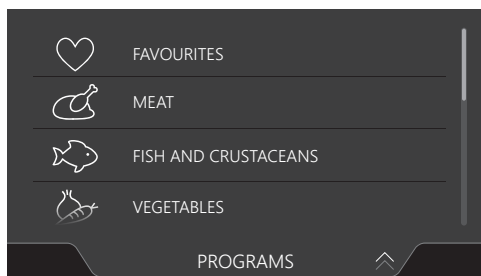 FAVOURITES
MEAT
FISH AND CRUSTACEANS
VEGETABLES
PROGRAMS